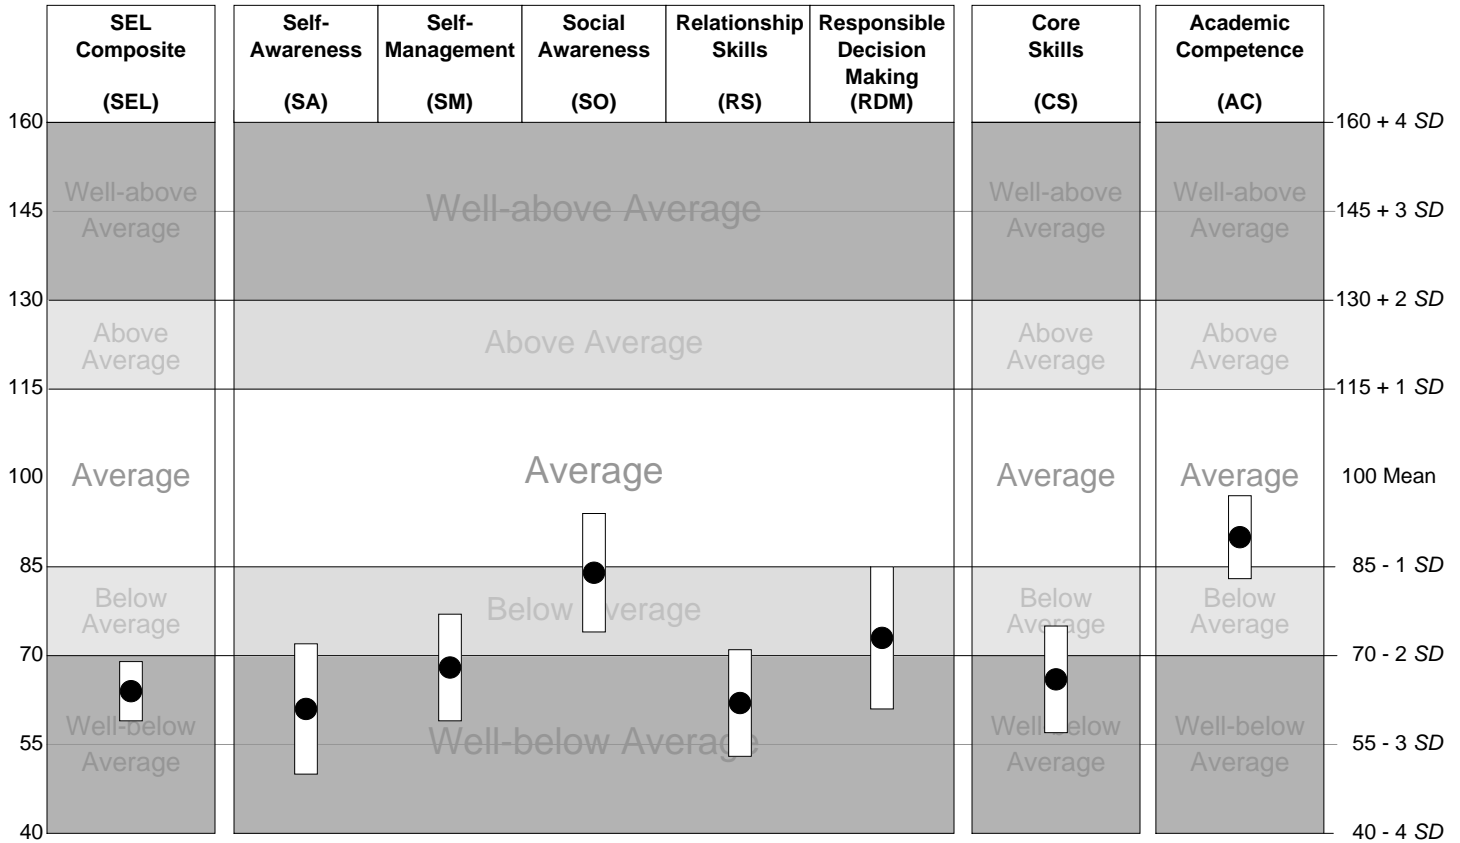 SEL
Composite
(SEL)
Self-
Awareness
(SA)
Self-
Management
(SM)
Social
Awareness
(SO)
Relationship
Skills
(RS)
Responsible
Decision
Making
(RDM)
Core
Skills
(CS)
Academic
Competence
(AC)
160
160 + 4 SD
Well-above
Average
Well-above Average
Well-above
Average
Well-above
Average
145
145 + 3 SD
130
130 + 2 SD
Above
Average
Above Average
Above
Average
Above
Average
115
115 + 1 SD
100
Average
Average
Average
Average
100 Mean
85
85 - 1 SD
Below
Average
Below Average
Below
Average
Below
Average
70
70 - 2 SD
Well-below
Average
Well-below Average
Well-below
Average
Well-below
Average
55
55 - 3 SD
40
40 - 4 SD